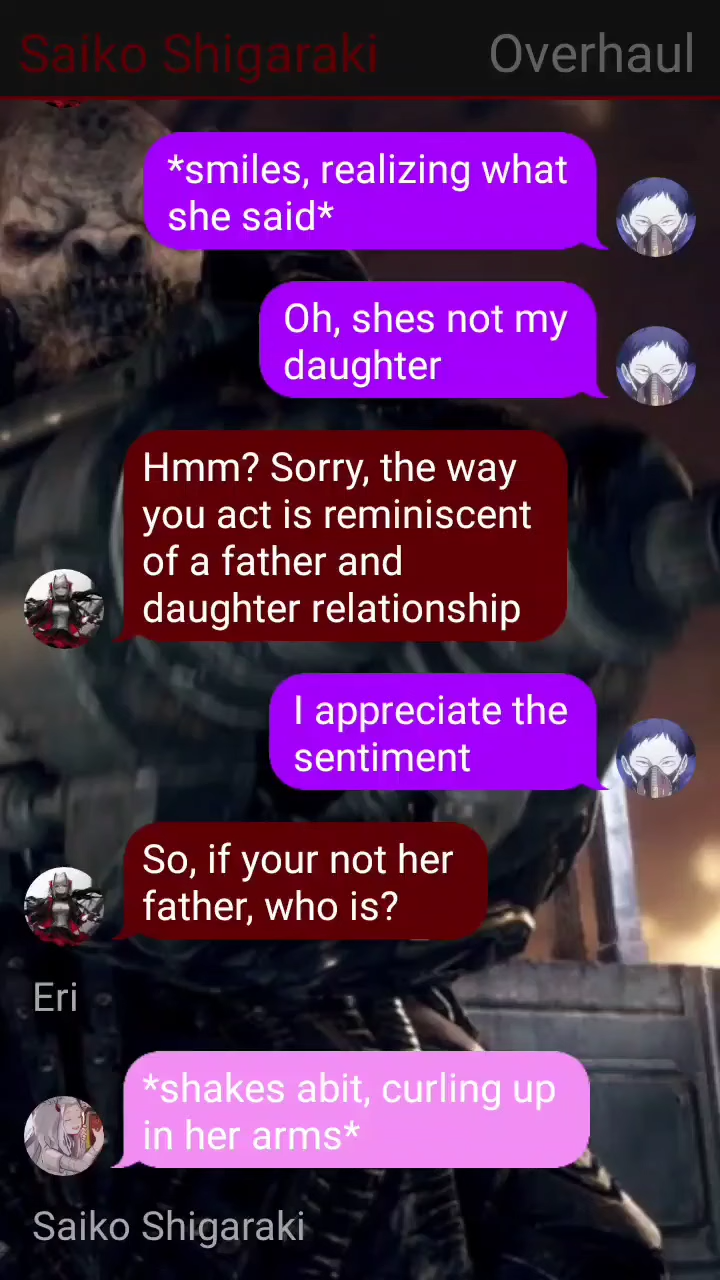 Saiko Shigaraki Overhaul
*smiles, realizing what
she said*
Oh, shes not my
daughter
Hmm? Sorry, the way
you act is reminiscent
of a father and
daughter relationship
I appreciate the
sentiment
So, if your not her
father, who is?
Eri
*shakes abit, curling up
in her arms*
Saiko Shigaraki